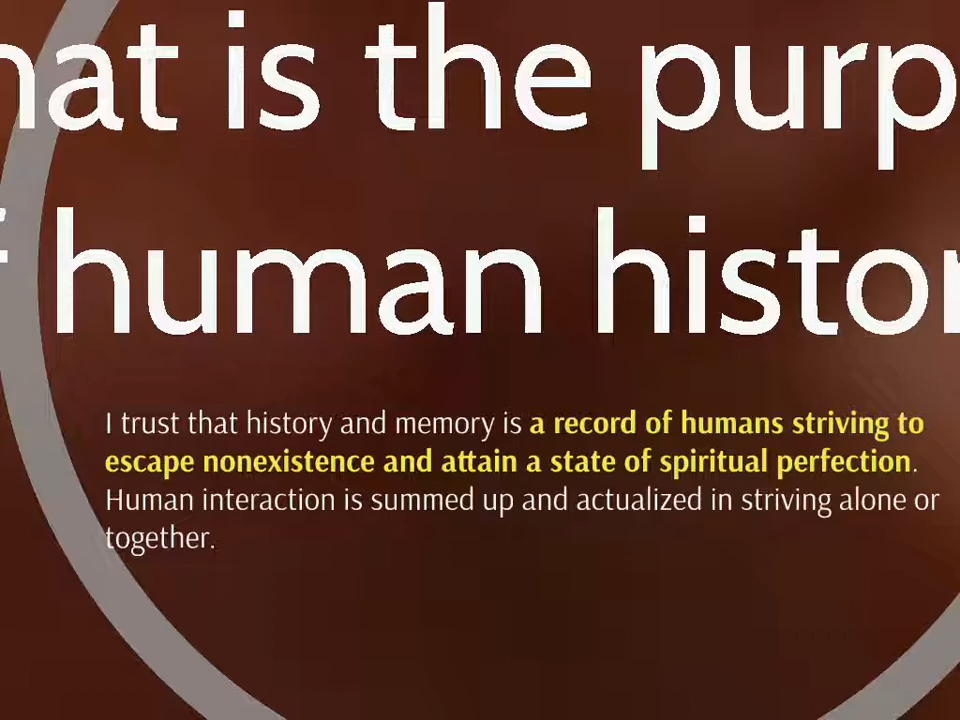 hat is the purp
f human histor
I trust that history and memory is a record of humans striving to
escape nonexistence and attain a state of spiritual perfection.
Human interaction is summed up and actualized in striving alone or
together.